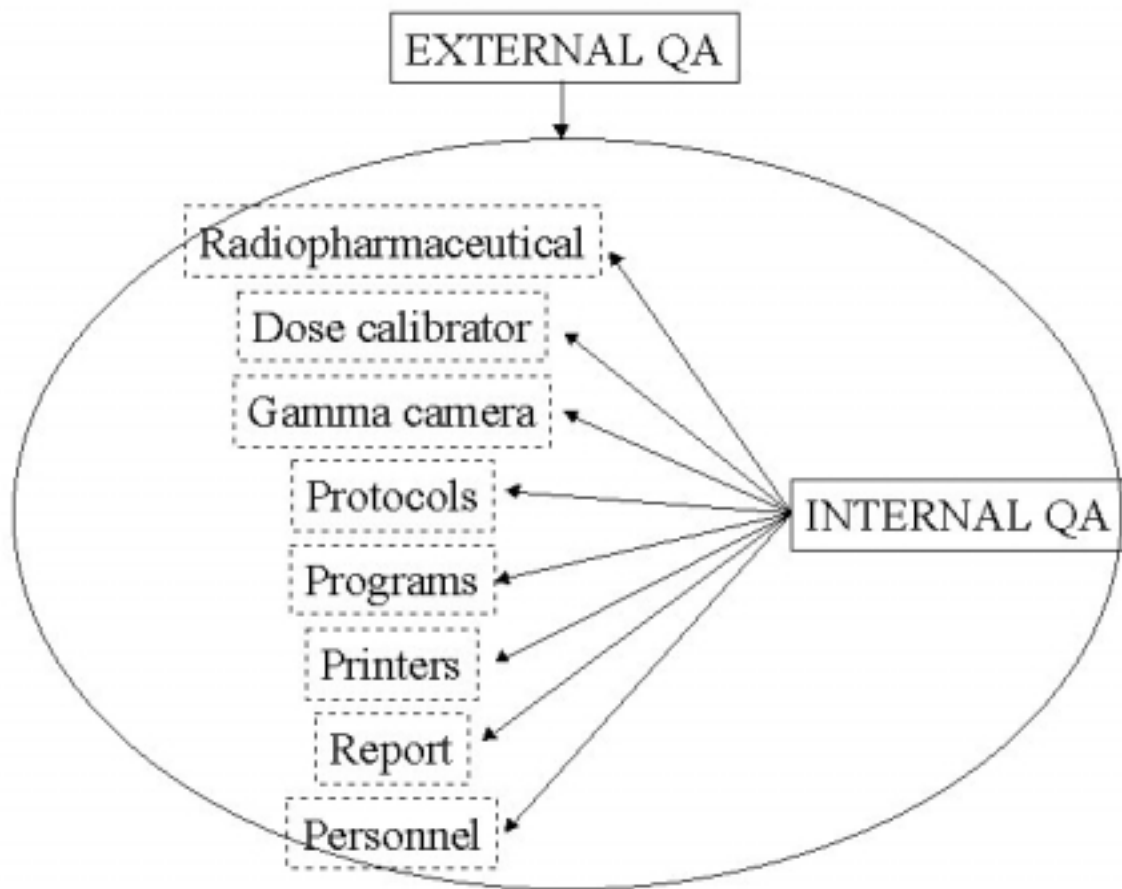 EXTERNAL QA
Radiopharmaceutical
Dose calibrator
Gamma camera
Protocols
INTERNAL QA
Programs
Printers
Report
Personnel